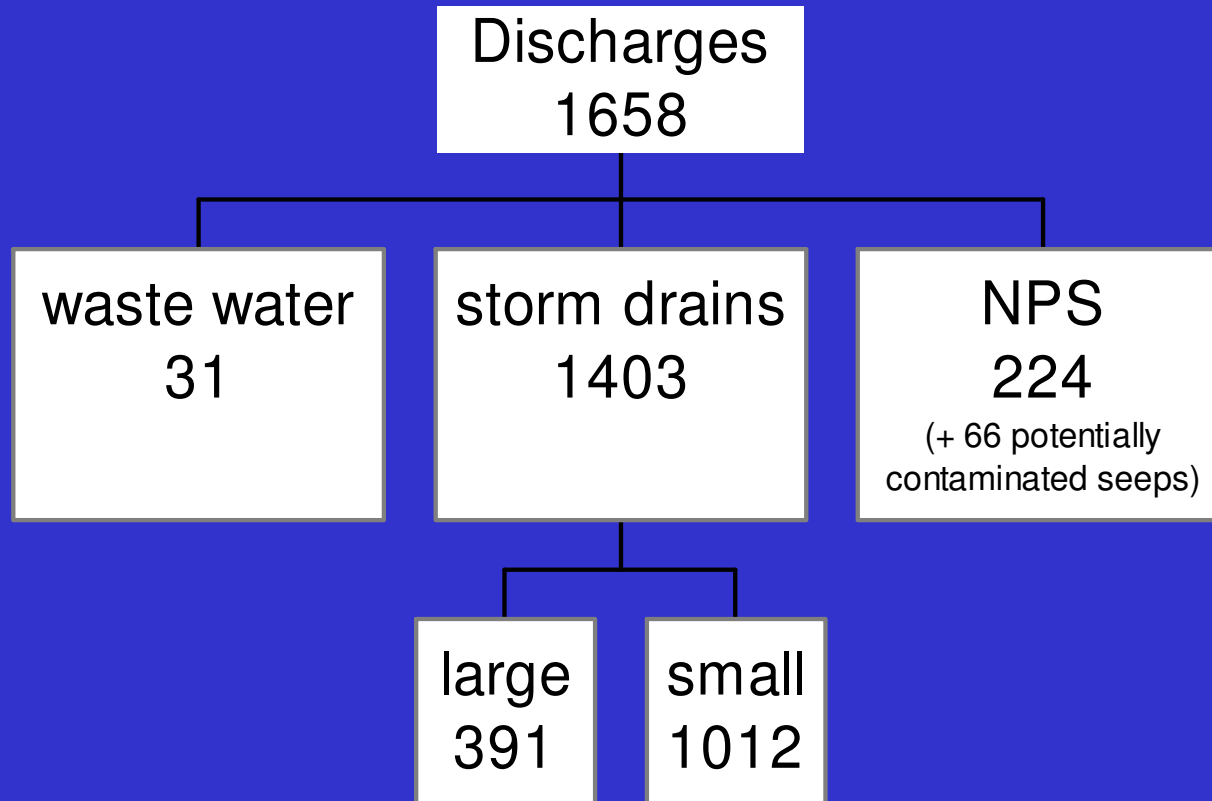 Discharges
1658
waste water
31
storm drains
1403
NPS
224
(+ 66 potentially
contaminated seeps)
large
391
small
1012